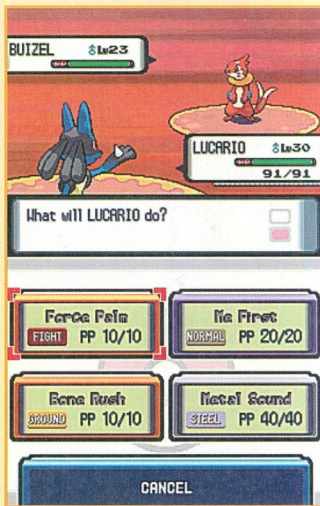 BUIZEL ♂Lv23
LUCARIO ♂Lv30
91/91
What will LUCARIO do?
Force Palm
FIGHT PP 10/10
Me First
NORMAL PP 20/20
Bone Rush
GROUND PP 10/10
Metal Sound
STEEL PP 40/40
CANCEL